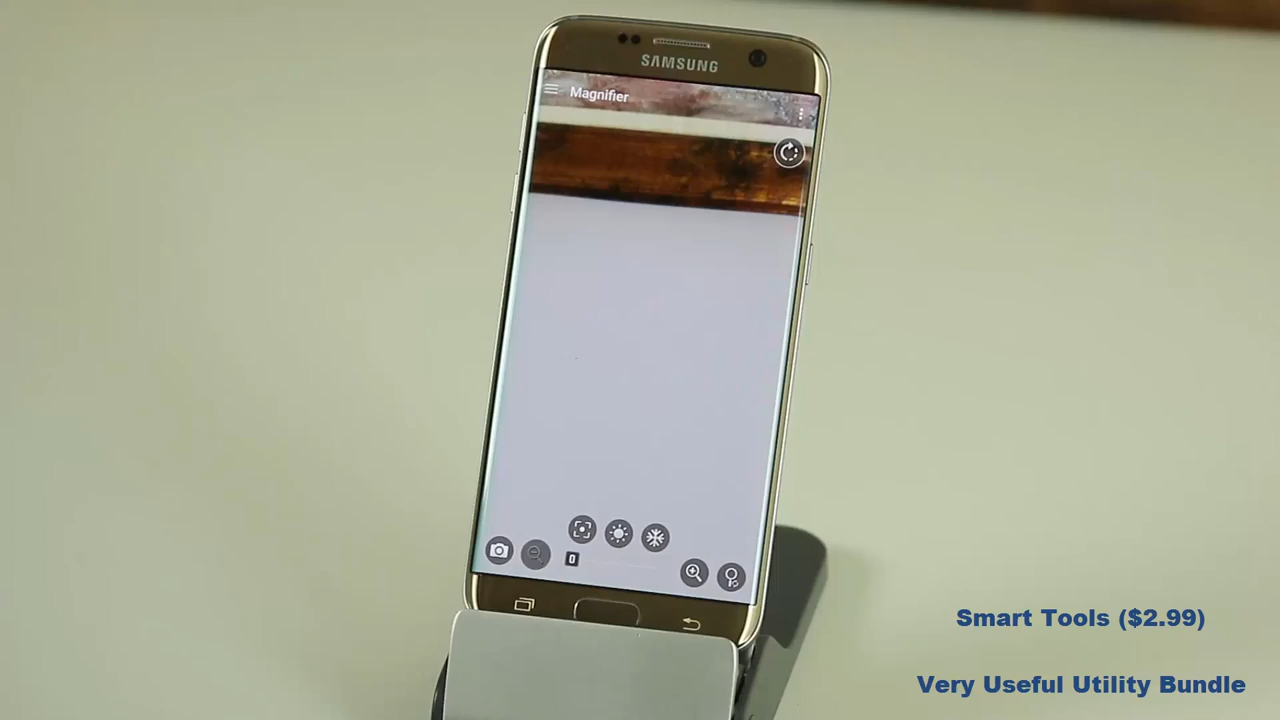 SAMSUNG
Magnifier
0
Smart Tools ($2.99)
Very Useful Utility Bundle